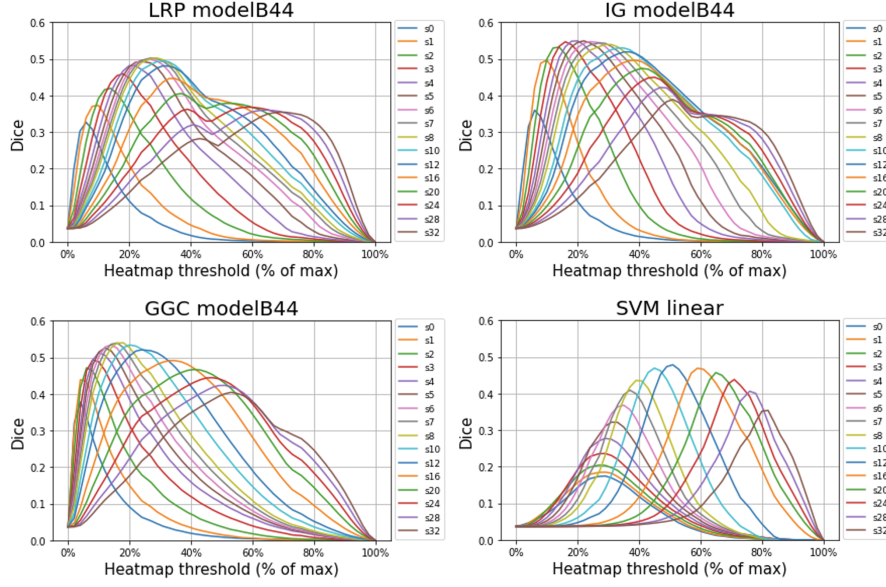 LRP modelB44
0.6
0.5
0.4
0.3
0.2
0.1
0.0
Dice
0% 20% 40% 60% 80% 100%
Heatmap threshold (% of max)
s0
s1
s2
s3
s4
s5
s6
s7
s8
s10
s12
s16
s20
s24
s28
s32
IG modelB44
0.6
0.5
0.4
0.3
0.2
0.1
0.0
Dice
0% 20% 40% 60% 80% 100%
Heatmap threshold (% of max)
s0
s1
s2
s3
s4
s5
s6
s7
s8
s10
s12
s16
s20
s24
s28
s32
GGC modelB44
0.6
0.5
0.4
0.3
0.2
0.1
0.0
Dice
0% 20% 40% 60% 80% 100%
Heatmap threshold (% of max)
s0
s1
s2
s3
s4
s5
s6
s7
s8
s10
s12
s16
s20
s24
s28
s32
SVM linear
0.6
0.5
0.4
0.3
0.2
0.1
0.0
Dice
0% 20% 40% 60% 80% 100%
Heatmap threshold (% of max)
s0
s1
s2
s3
s4
s5
s6
s7
s8
s10
s12
s16
s20
s24
s28
s32